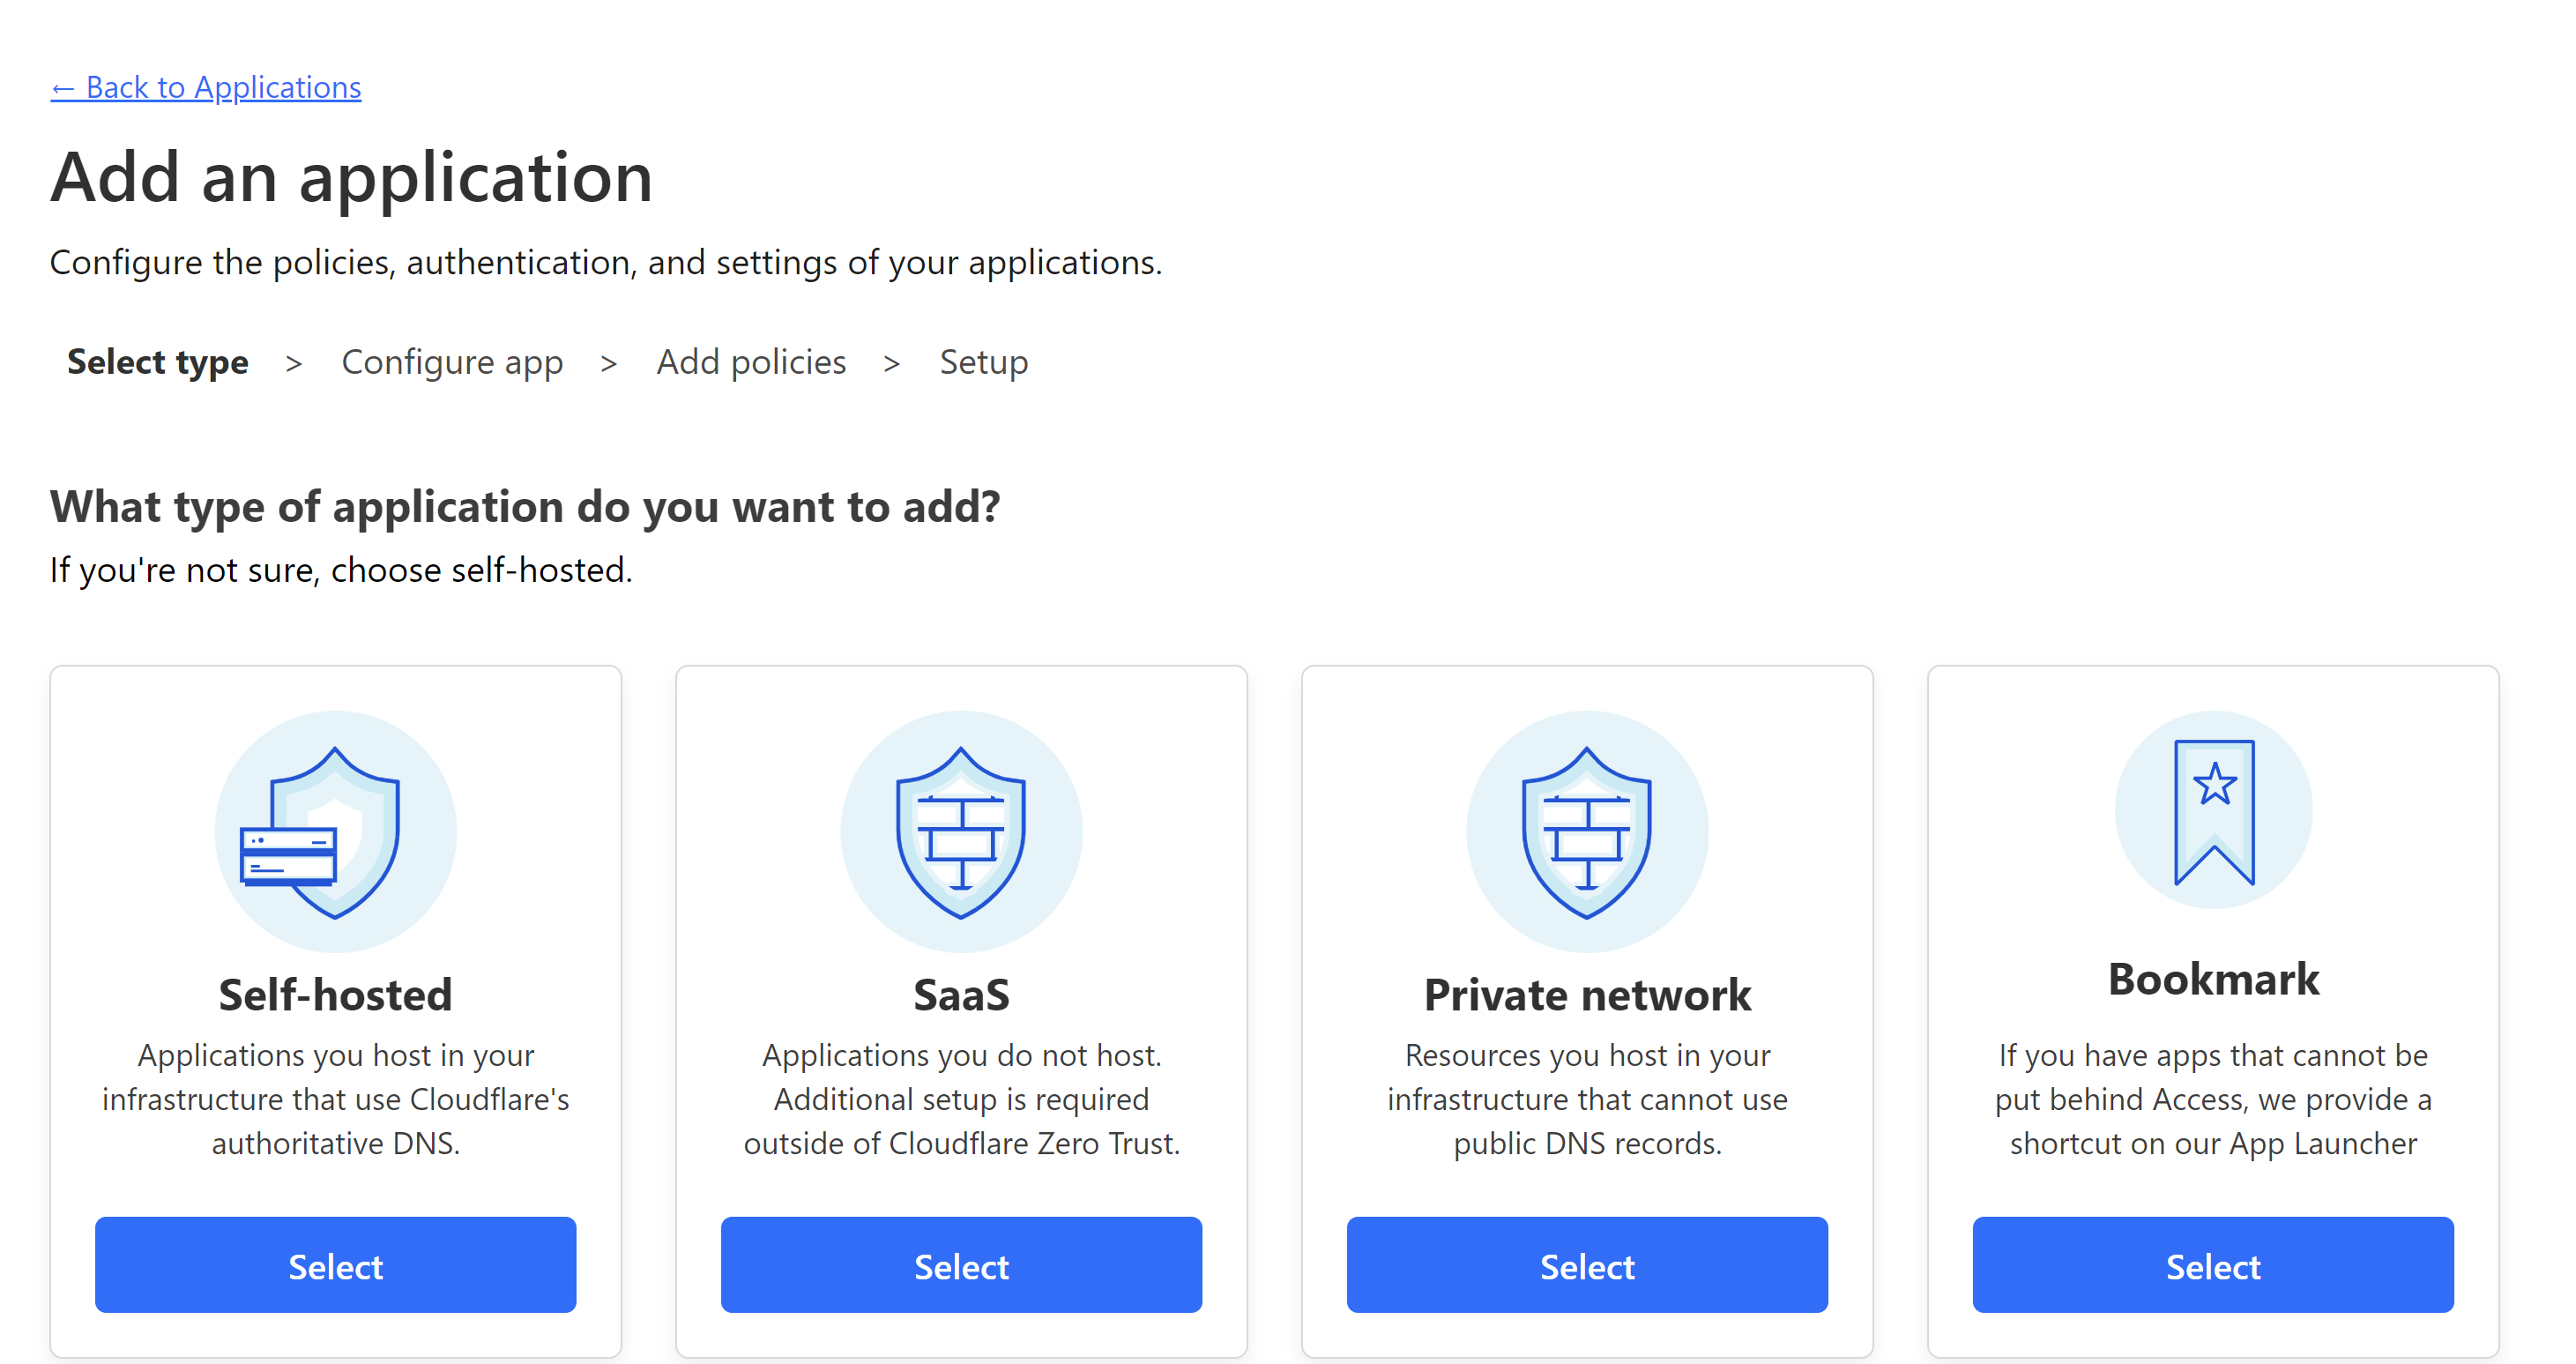 ← Back to Applications
Add an application
Configure the policies, authentication, and settings of your applications.
Select type > Configure app > Add policies > Setup
What type of application do you want to add?
If you're not sure, choose self-hosted.
Self-hosted
Applications you host in your
infrastructure that use Cloudflare's
authoritative DNS.
Select
SaaS
Applications you do not host.
Additional setup is required
outside of Cloudflare Zero Trust.
Select
Private network
Resources you host in your
infrastructure that cannot use
public DNS records.
Select
Bookmark
If you have apps that cannot be
put behind Access, we provide a
shortcut on our App Launcher
Select